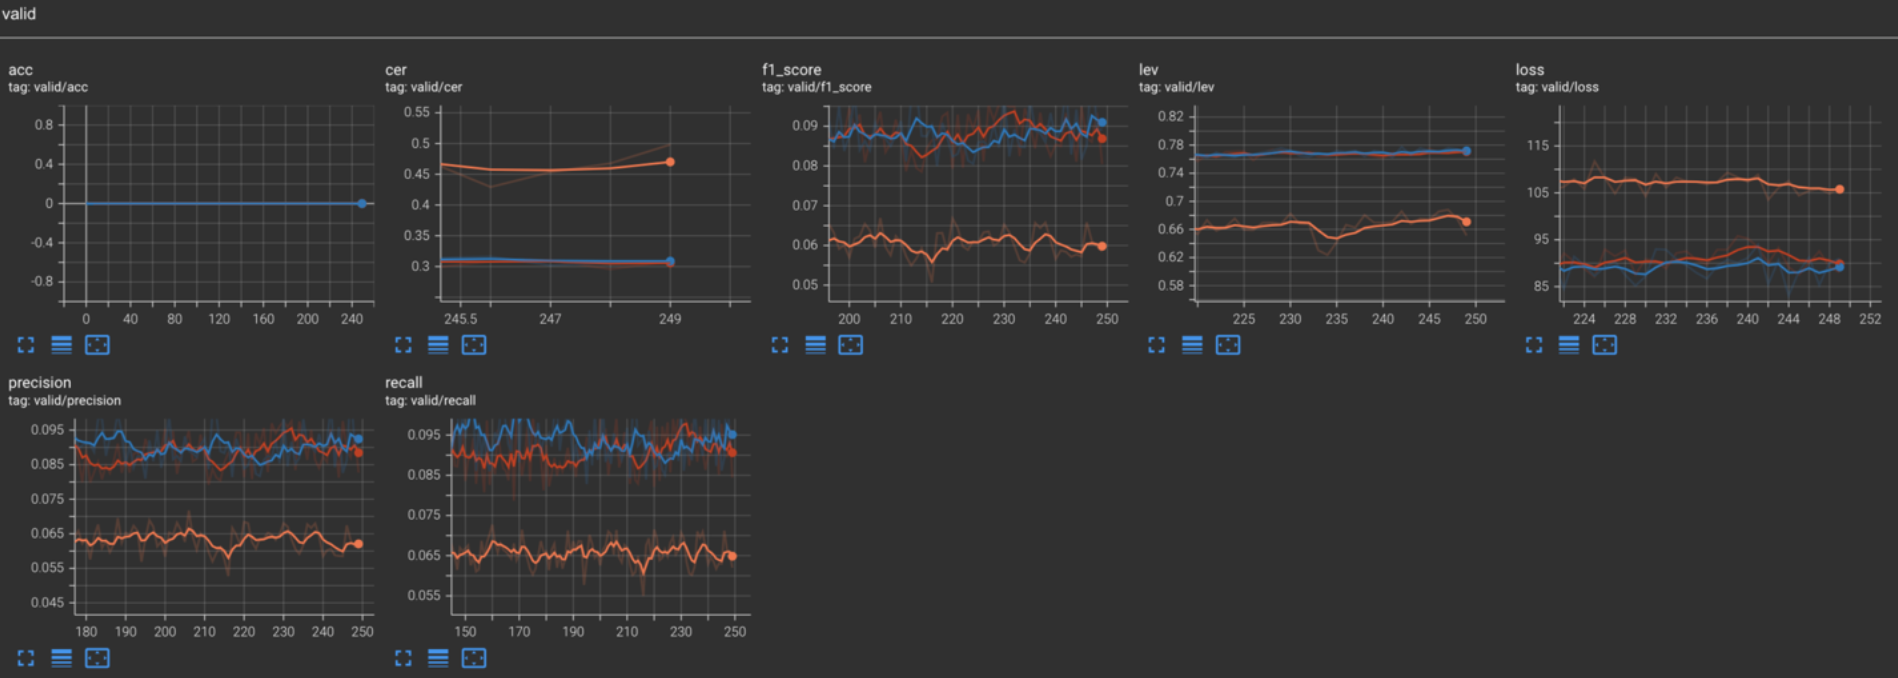 valid
acc
tag: valid/acc
0.8
0.4
0
-0.4
-0.8
0 40 80 120 160 200 240
cer
tag: valid/cer
0.55
0.5
0.45
0.4
0.35
0.3
245.5 247 249
f1_score
tag: valid/f1_score
0.09
0.08
0.07
0.06
0.05
200 210 220 230 240 250
lev
tag: valid/lev
0.82
0.78
0.74
0.7
0.66
0.62
0.58
225 230 235 240 245 250
loss
tag: valid/loss
115
105
95
85
224 228 232 236 240 244 248 252
precision
tag: valid/precision
0.095
0.085
0.075
0.065
0.055
0.045
180 190 200 210 220 230 240 250
recall
tag: valid/recall
0.095
0.085
0.075
0.065
0.055
150 170 190 210 230 250